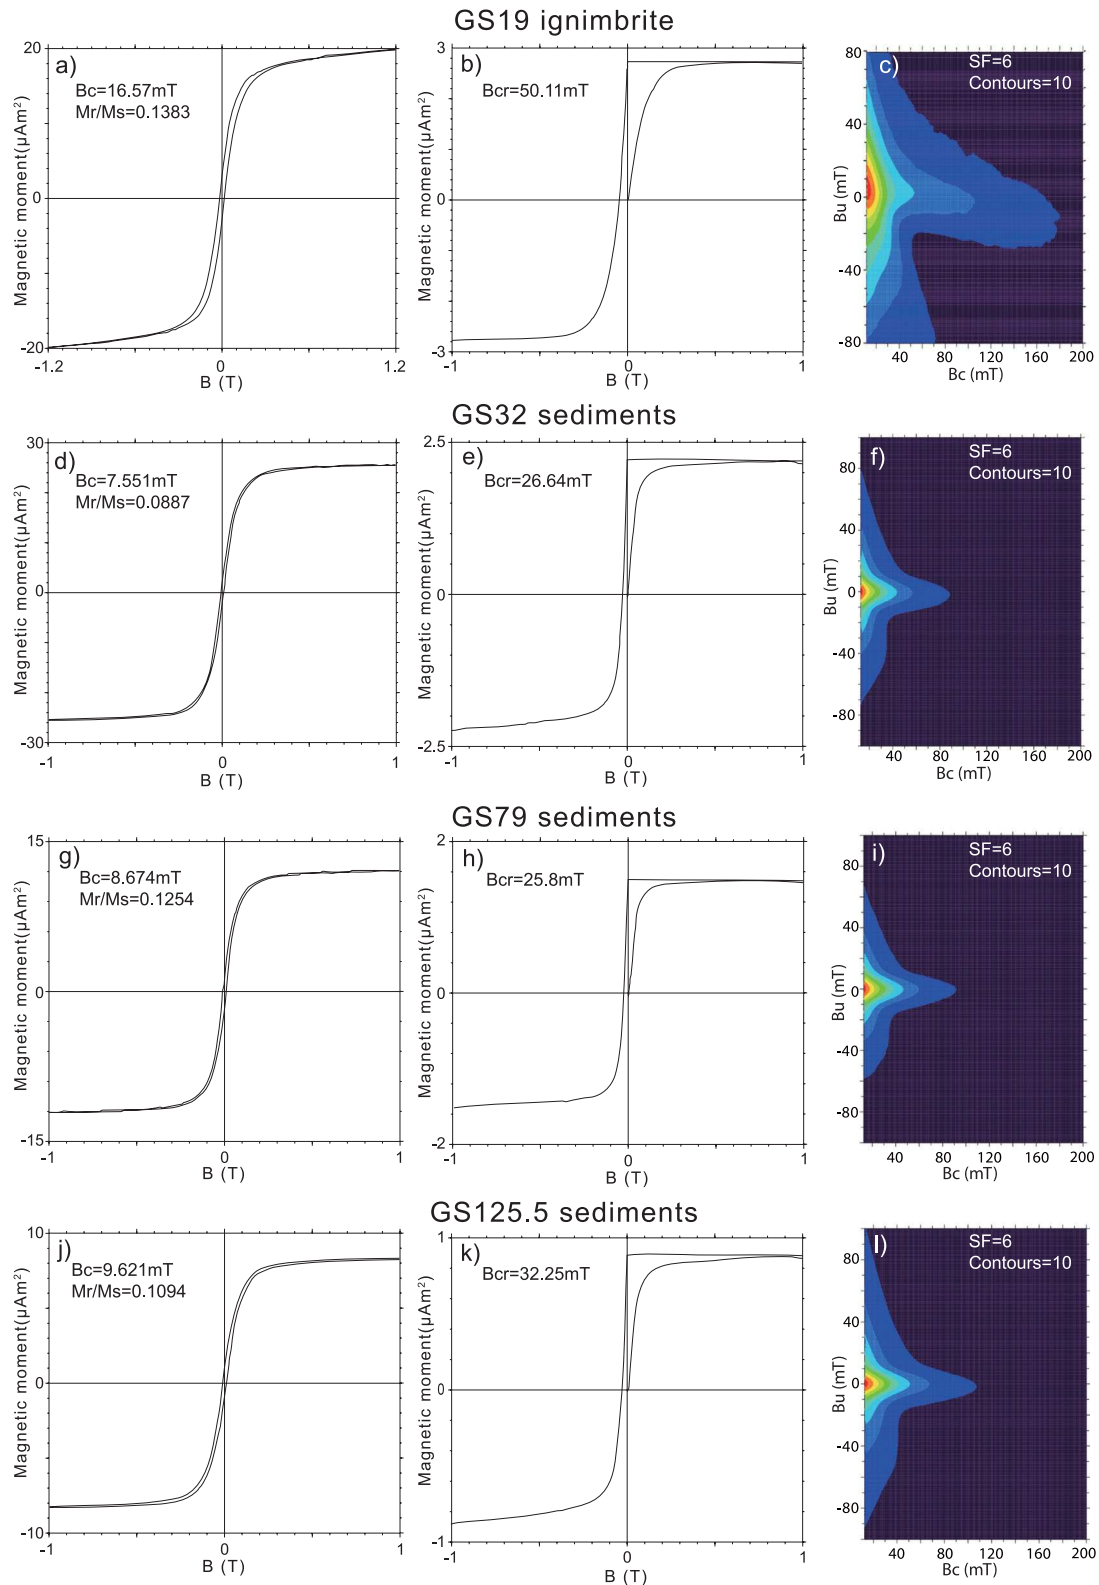 GS19 ignimbrite
a)
Bc=16.57mT
Mr/Ms=0.1383
Magnetic moment(µAm²)
20
0
-20
-1.2
0
1.2
B (T)
b)
Bcr=50.11mT
Magnetic moment(µAm²)
3
0
-3
-1
0
1
B (T)
c)
SF=6
Contours=10
Bu (mT)
80
40
0
-40
-80
40
80
120
160
200
Bc (mT)
GS32 sediments
d)
Bc=7.551mT
Mr/Ms=0.0887
Magnetic moment(µAm²)
30
0
-30
-1
0
1
B (T)
e)
Bcr=26.64mT
Magnetic moment(µAm²)
2.5
0
-2.5
-1
0
1
B (T)
f)
SF=6
Contours=10
Bu (mT)
80
40
0
-40
-80
40
80
120
160
200
Bc (mT)
GS79 sediments
g)
Bc=8.674mT
Mr/Ms=0.1254
Magnetic moment(µAm²)
15
0
-15
-1
0
1
B (T)
h)
Bcr=25.8mT
Magnetic moment(µAm²)
2
0
-2
-1
0
1
B (T)
i)
SF=6
Contours=10
Bu (mT)
80
40
0
-40
-80
40
80
120
160
200
Bc (mT)
GS125.5 sediments
j)
Bc=9.621mT
Mr/Ms=0.1094
Magnetic moment(µAm²)
10
0
-10
-1
0
1
B (T)
k)
Bcr=32.25mT
Magnetic moment(µAm²)
1
0
-1
-1
0
1
B (T)
l)
SF=6
Contours=10
Bu (mT)
80
40
0
-40
-80
40
80
120
160
200
Bc (mT)